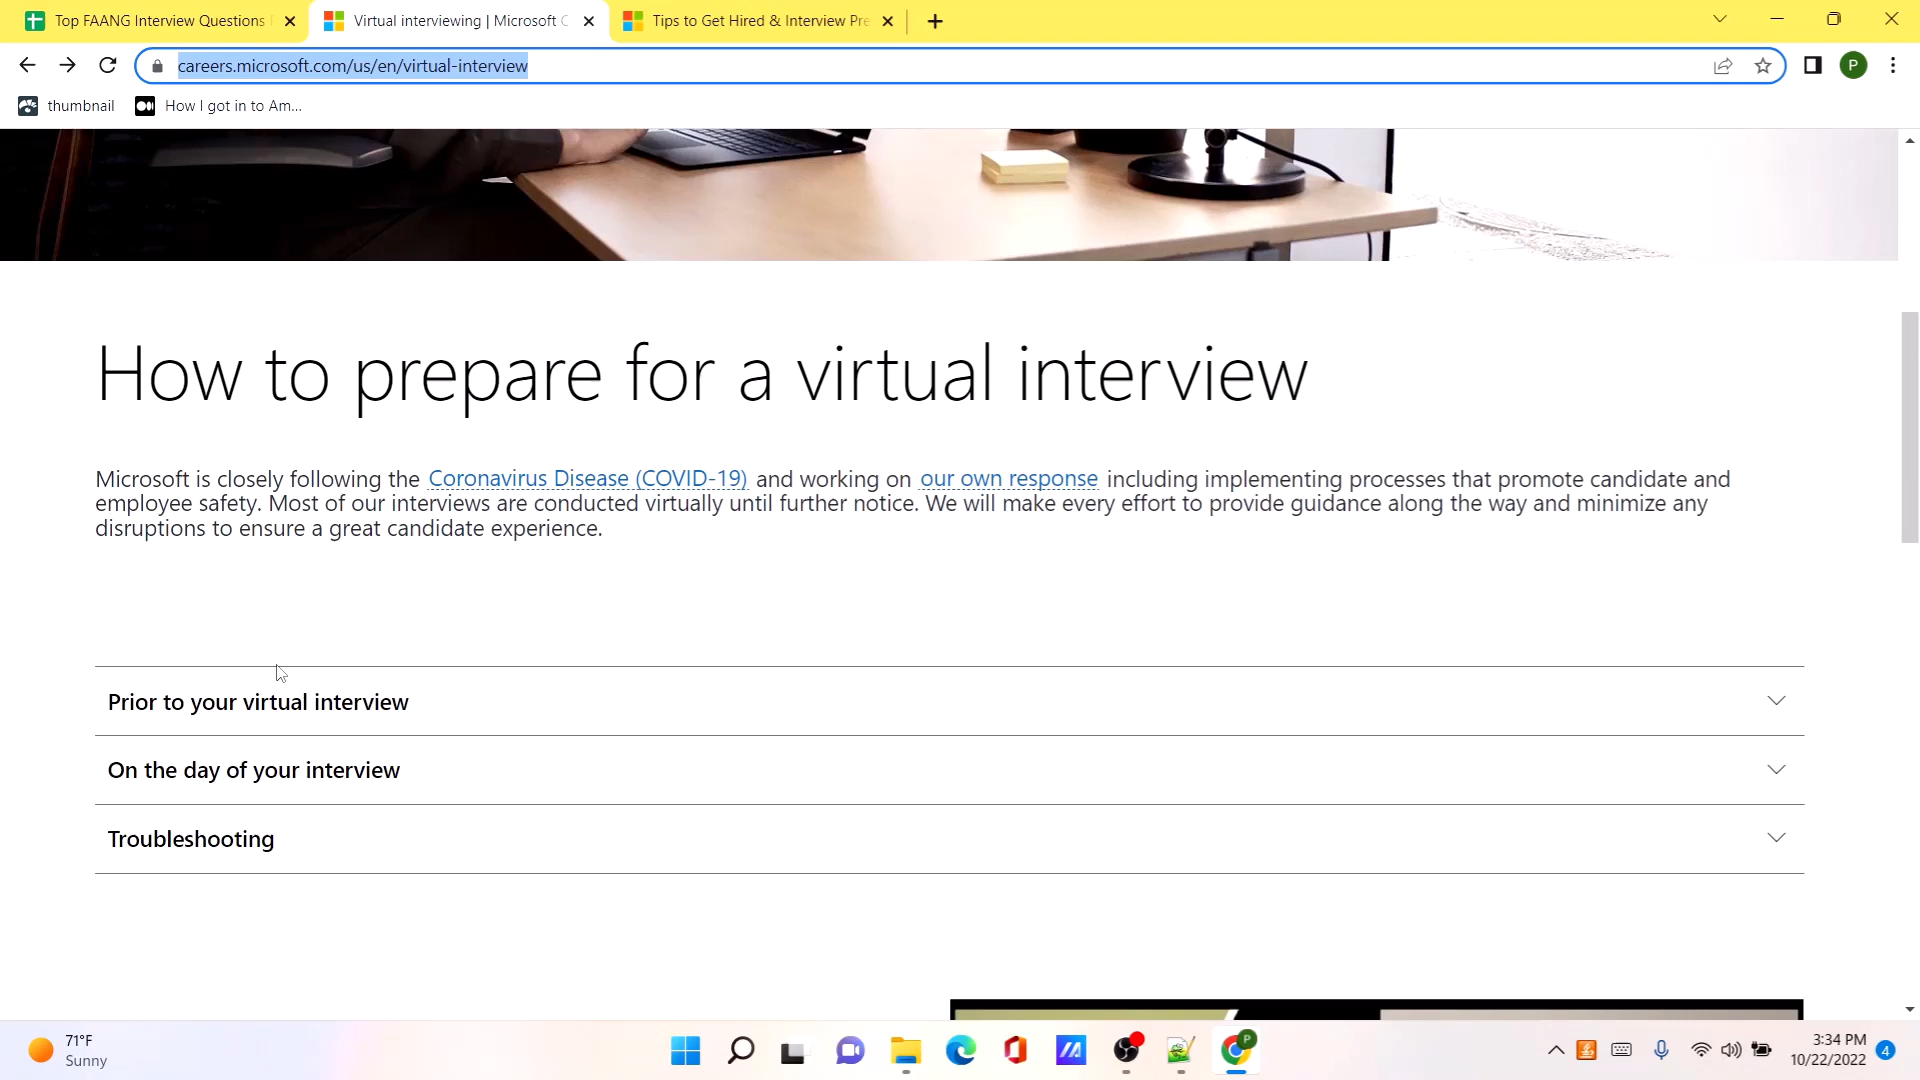 Top FAANG Interview Questions
Virtual interviewing | Microsoft C
Tips to Get Hired & Interview Pre
careers.microsoft.com/us/en/virtual-interview
P
thumbnail
How I got in to Am...
How to prepare for a virtual interview
Microsoft is closely following the Coronavirus Disease (COVID-19) and working on our own response including implementing processes that promote candidate and
employee safety. Most of our interviews are conducted virtually until further notice. We will make every effort to provide guidance along the way and minimize any
disruptions to ensure a great candidate experience.
Prior to your virtual interview
On the day of your interview
Troubleshooting
71°F
Sunny
P
3:34 PM
10/22/2022
4